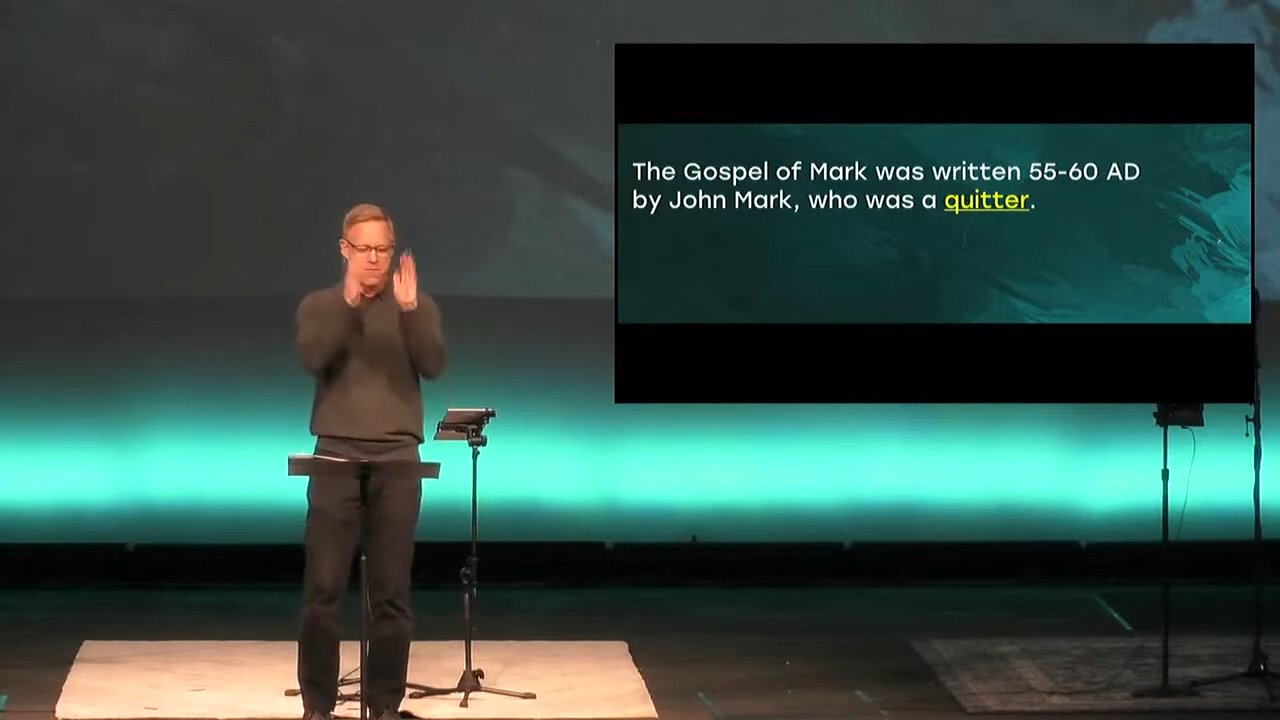 The Gospel of Mark was written 55-60 AD
by John Mark, who was a quitter.